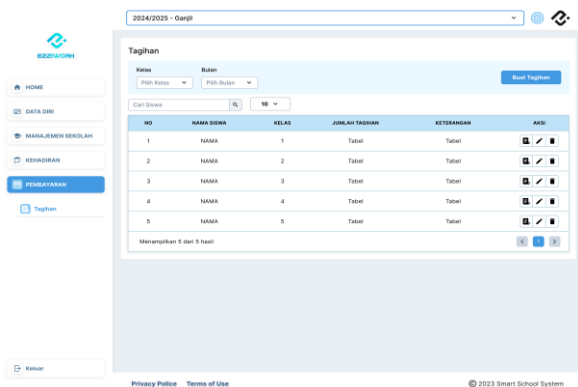 2024/2025 - Ganjil
EZZISWORH
HOME
DATA DIRI
MANAJEMEN SEKOLAH
KEHADIRAN
PEMBAYARAN
Tagihan
Keluar
Tagihan
Kelas Bulan
Pilih Kelas Pilih Bulan Buat Tagihan
Cari Siswa 10
NO NAMA SISWA KELAS JUMLAH TAGIHAN KETERANGAN AKSI
1 NAMA 1 Tabel Tabel
2 NAMA 2 Tabel Tabel
3 NAMA 3 Tabel Tabel
4 NAMA 4 Tabel Tabel
5 NAMA 5 Tabel Tabel
Menampilkan 5 dari 5 hasil 1
Privacy Police Terms of Use © 2023 Smart School System